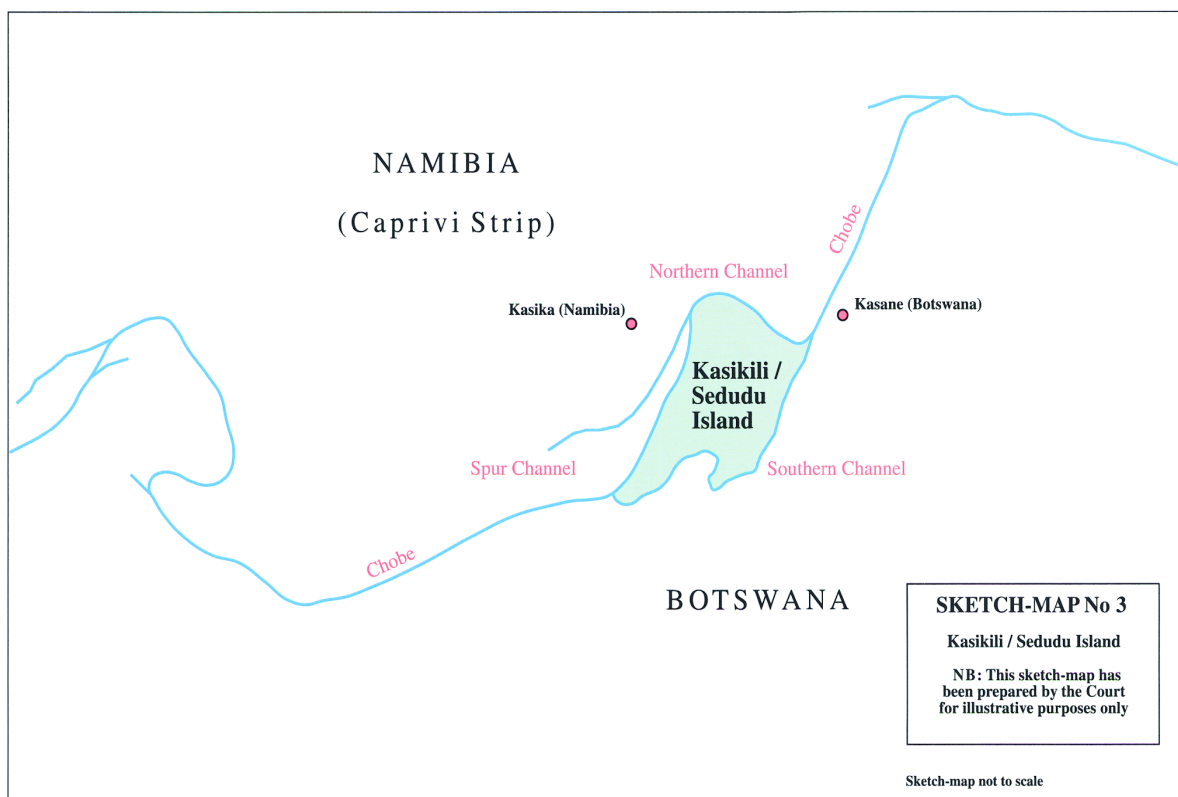 NAMIBIA
(Caprivi Strip)
Chobe
Northern Channel
Kasika (Namibia)
Kasane (Botswana)
Kasikili /
Sedudu
Island
Spur Channel
Southern Channel
Chobe
BOTSWANA
SKETCH-MAP No 3
Kasikili / Sedudu Island
NB: This sketch-map has
been prepared by the Court
for illustrative purposes only
Sketch-map not to scale